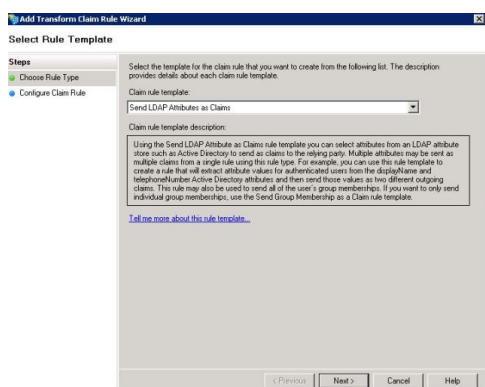 Add Transform Claim Rule Wizard
Select Rule Template
Steps
Choose Rule Type
Configure Claim Rule
Select the template for the claim rule that you want to create from the following list. The description
provides details about each claim rule template.
Claim rule template:
Send LDAP Attributes as Claims
Claim rule template description:
Using the Send LDAP Attribute as Claims rule template you can select attributes from an LDAP attribute
store such as Active Directory to send as claims to the relying party. Multiple attributes may be sent as
multiple claims from a single rule using this rule type. For example, you can use this rule template to
create a rule that will extract attribute values for authenticated users from the displayName and
telephoneNumber Active Directory attributes and then send those values as two different outgoing
claims. This rule may also be used to send all of the user's group memberships. If you want to only send
individual group memberships, use the Send Group Membership as a Claim rule template.
Tell me more about this rule template...
< Previous
Next >
Cancel
Help